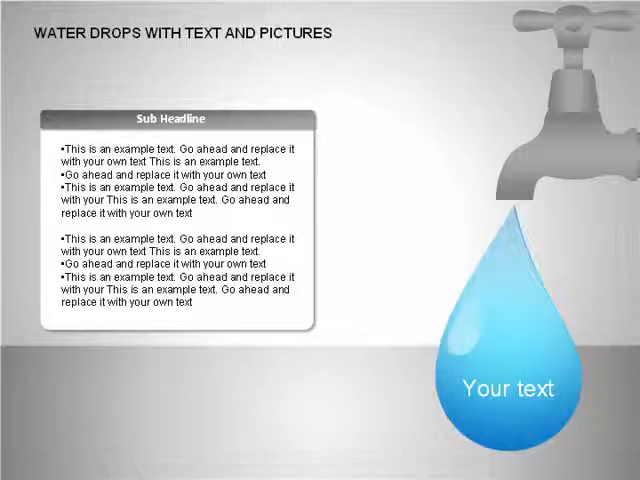 WATER DROPS WITH TEXT AND PICTURES
Sub Headline
•This is an example text. Go ahead and replace it
with your own text This is an example text.
•Go ahead and replace it with your own text
•This is an example text. Go ahead and replace it
with your This is an example text. Go ahead and
replace it with your own text
•This is an example text. Go ahead and replace it
with your own text This is an example text.
•Go ahead and replace it with your own text
•This is an example text. Go ahead and replace it
with your This is an example text. Go ahead and
replace it with your own text
Your text